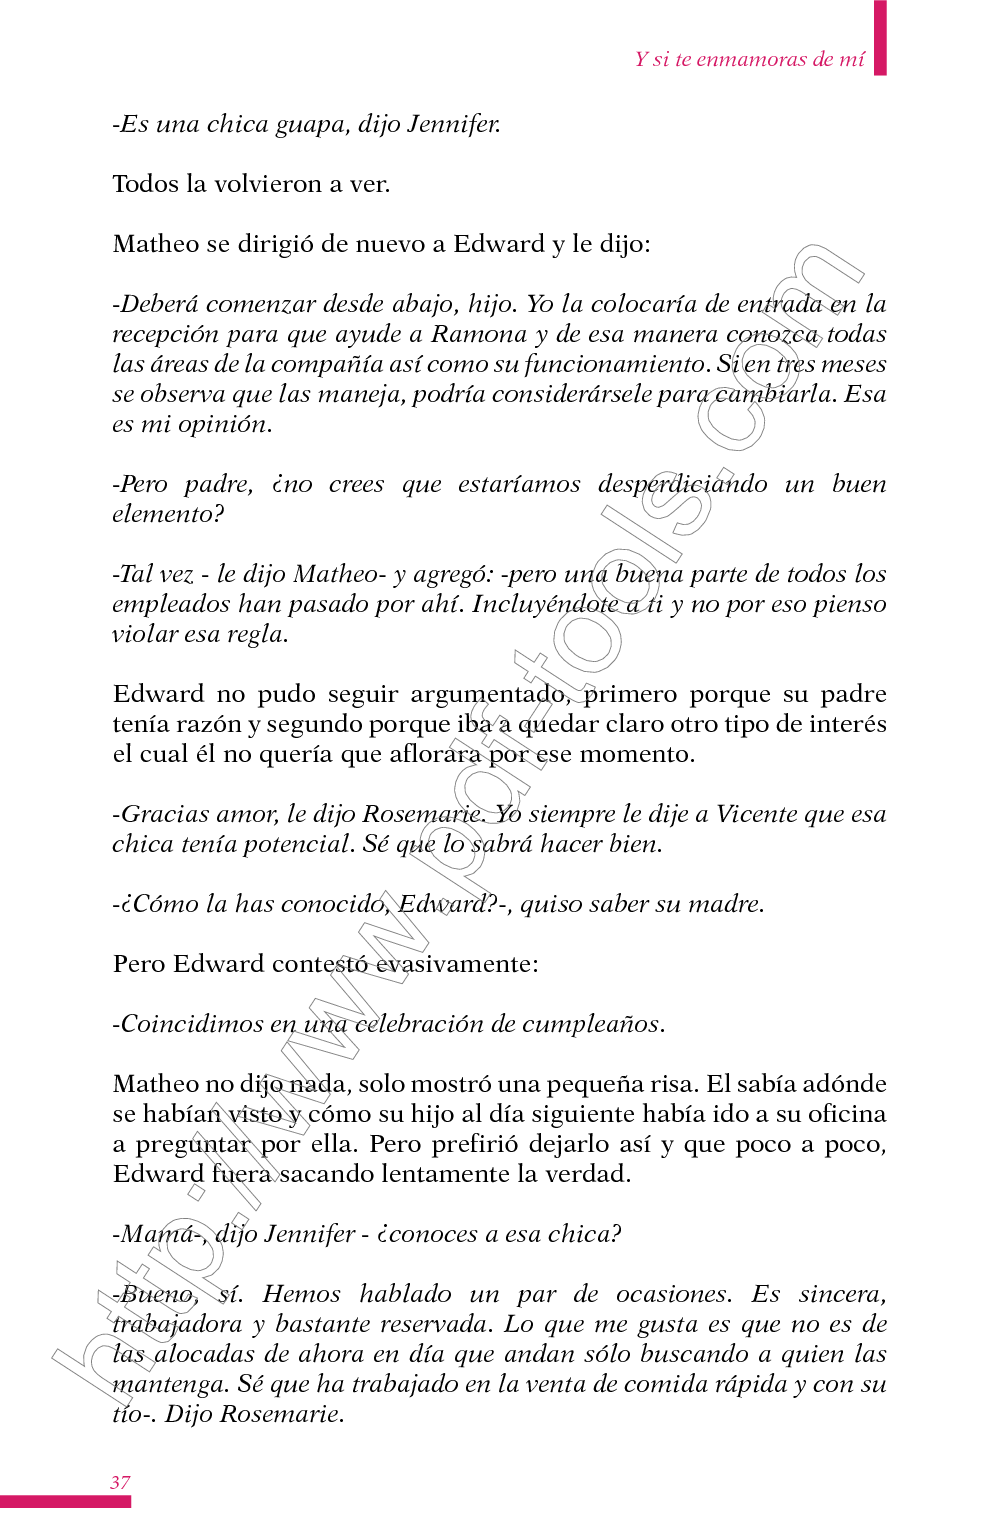 Y si te enmamoras de mí
-Es una chica guapa, dijo Jennifer.
Todos la volvieron a ver.
Matheo se dirigió de nuevo a Edward y le dijo:
-Deberá comenzar desde abajo, hijo. Yo la colocaría de entrada en la
recepción para que ayude a Ramona y de esa manera conozca todas
las áreas de la compañía así como su funcionamiento. Si en tres meses
se observa que las maneja, podría considerársele para cambiarla. Esa
es mi opinión.
-Pero padre, ¿no crees que estaríamos desperdiciando un buen
elemento?
-Tal vez - le dijo Matheo- y agregó: -pero una buena parte de todos los
empleados han pasado por ahí. Incluyéndote a ti y no por eso pienso
violar esa regla.
Edward no pudo seguir argumentado, primero porque su padre
tenía razón y segundo porque iba a quedar claro otro tipo de interés
el cual él no quería que aflorara por ese momento.
-Gracias amor, le dijo Rosemarie. Yo siempre le dije a Vicente que esa
chica tenía potencial. Sé que lo sabrá hacer bien.
-¿Cómo la has conocido, Edward?-, quiso saber su madre.
Pero Edward contestó evasivamente:
-Coincidimos en una celebración de cumpleaños.
Matheo no dijo nada, solo mostró una pequeña risa. El sabía adónde
se habían visto y cómo su hijo al día siguiente había ido a su oficina
a preguntar por ella. Pero prefirió dejarlo así y que poco a poco,
Edward fuera sacando lentamente la verdad.
-Mamá-, dijo Jennifer - ¿conoces a esa chica?
-Bueno, sí. Hemos hablado un par de ocasiones. Es sincera,
trabajadora y bastante reservada. Lo que me gusta es que no es de
las alocadas de ahora en día que andan sólo buscando a quien las
mantenga. Sé que ha trabajado en la venta de comida rápida y con su
tío-. Dijo Rosemarie.
37
http://www.pdf-tools.com